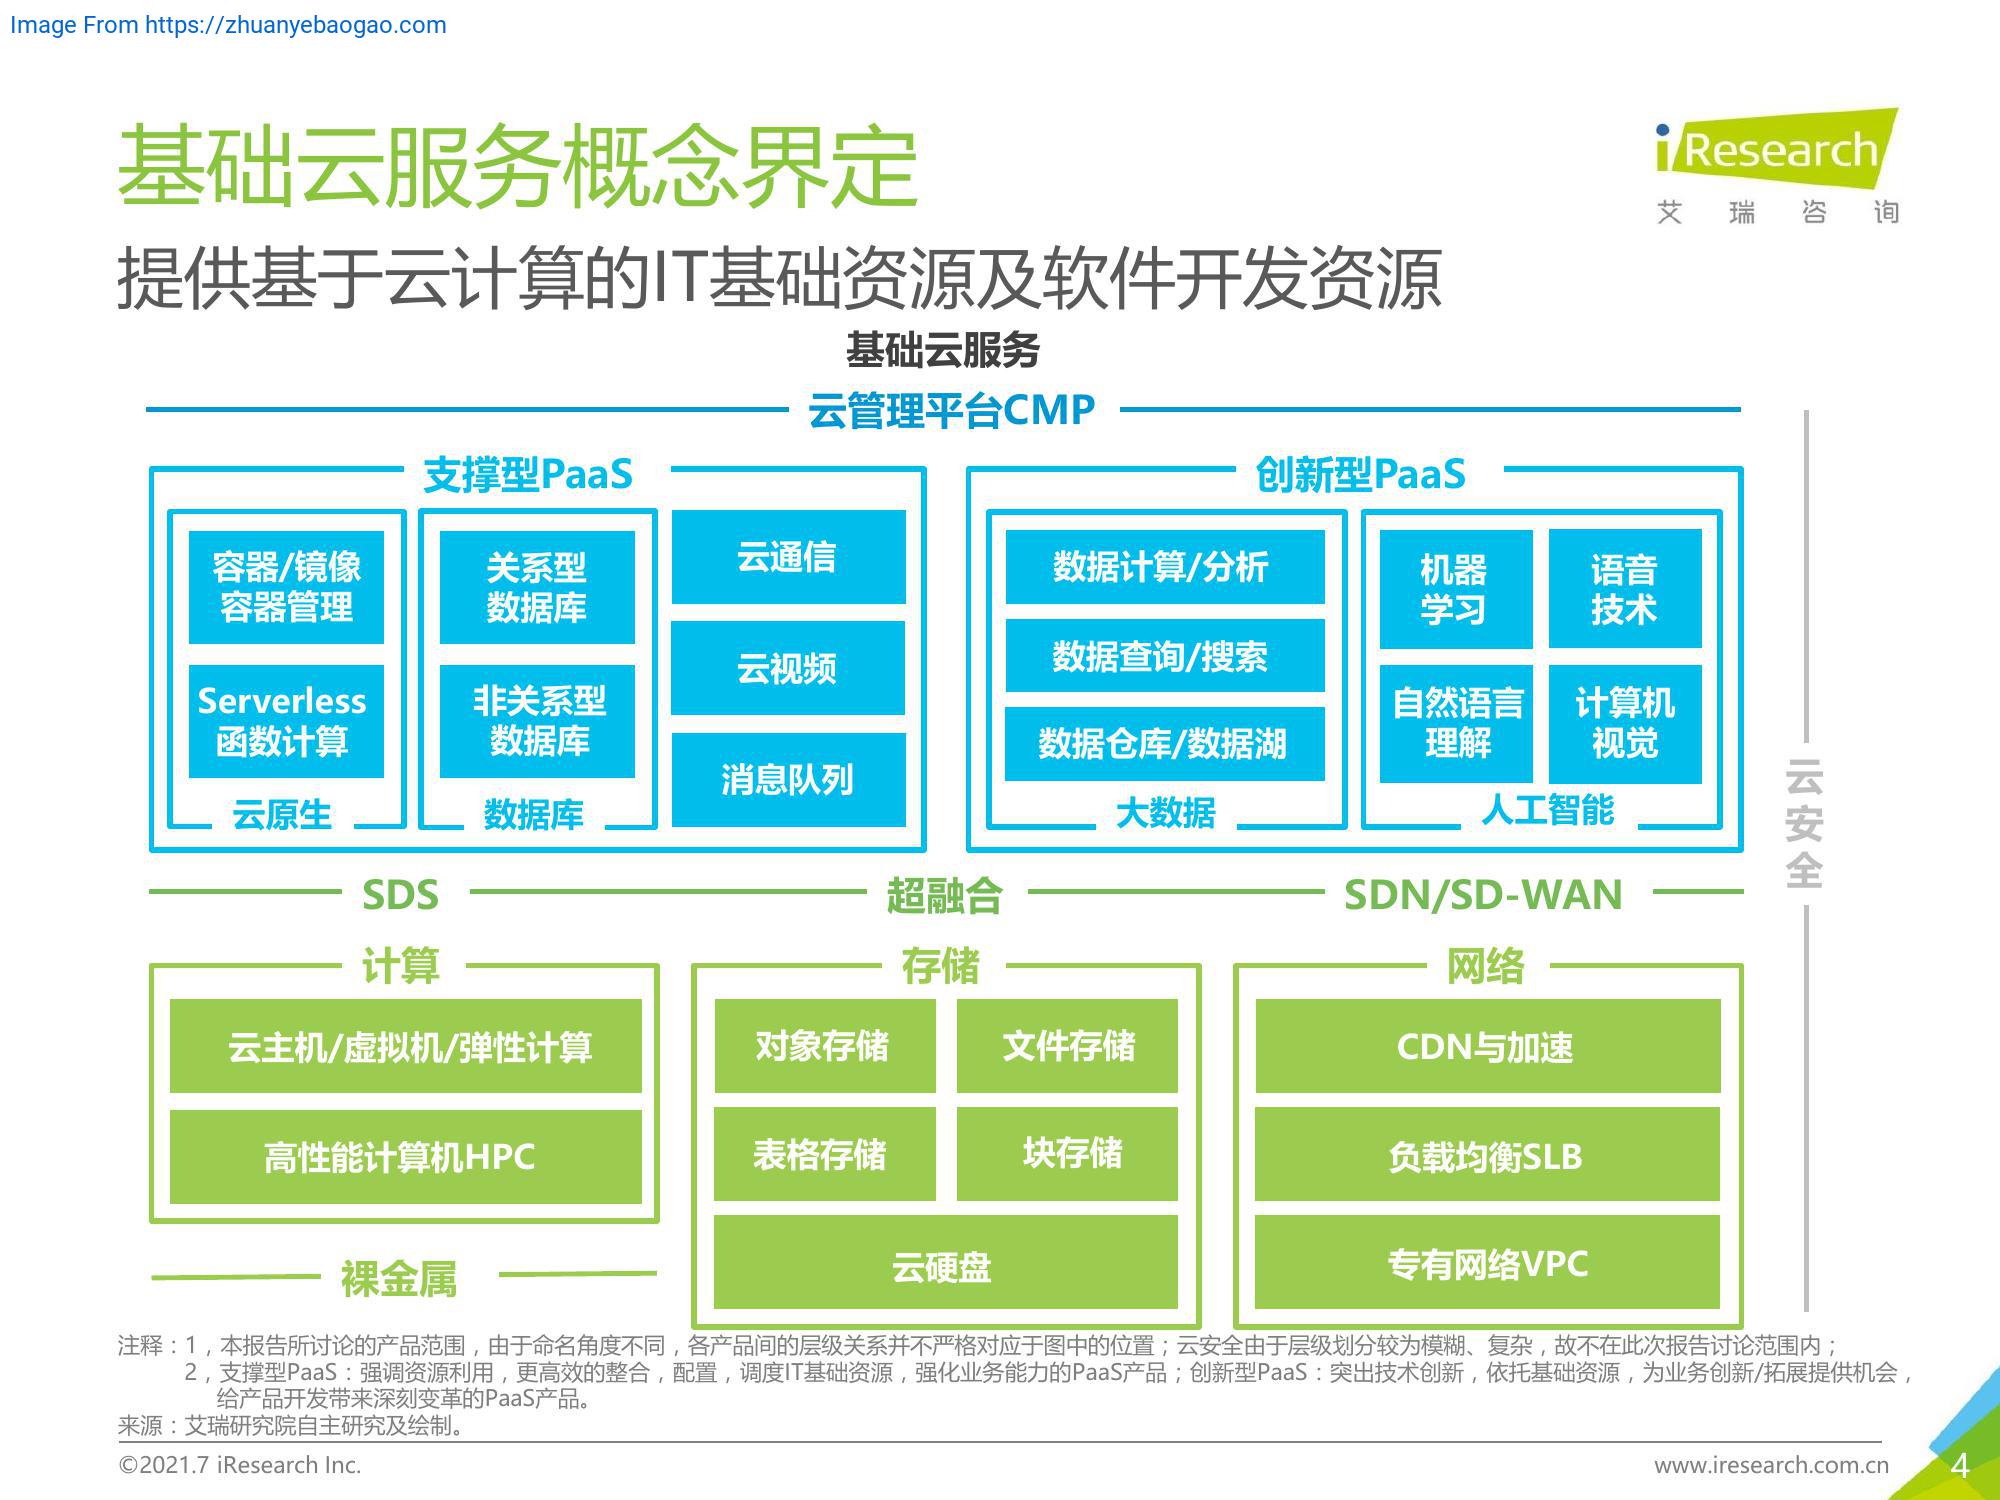 Image From https://zhuanyebaogao.com
基础云服务概念界定
iResearch
艾瑞咨询
提供基于云计算的IT基础资源及软件开发资源
基础云服务
云管理平台CMP
支撑型PaaS
容器/镜像
容器管理
Serverless
函数计算
云原生
关系型
数据库
非关系型
数据库
数据库
云通信
云视频
消息队列
创新型PaaS
数据计算/分析
数据查询/搜索
数据仓库/数据湖
大数据
机器
学习
语音
技术
自然语言
理解
计算机
视觉
人工智能
云安全
SDS
超融合
SDN/SD-WAN
计算
云主机/虚拟机/弹性计算
高性能计算机HPC
裸金属
存储
对象存储
文件存储
表格存储
块存储
云硬盘
网络
CDN与加速
负载均衡SLB
专有网络VPC
注释：1，本报告所讨论的产品范围，由于命名角度不同，各产品间的层级关系并不严格对应于图中的位置；云安全由于层级划分较为模糊、复杂，故不在此次报告讨论范围内；
2，支撑型PaaS：强调资源利用，更高效的整合，配置，调度IT基础资源，强化业务能力的PaaS产品；创新型PaaS：突出技术创新，依托基础资源，为业务创新/拓展提供机会，
给产品开发带来深刻变革的PaaS产品。
来源：艾瑞研究院自主研究及绘制。
©2021.7 iResearch Inc.
www.iresearch.com.cn
4